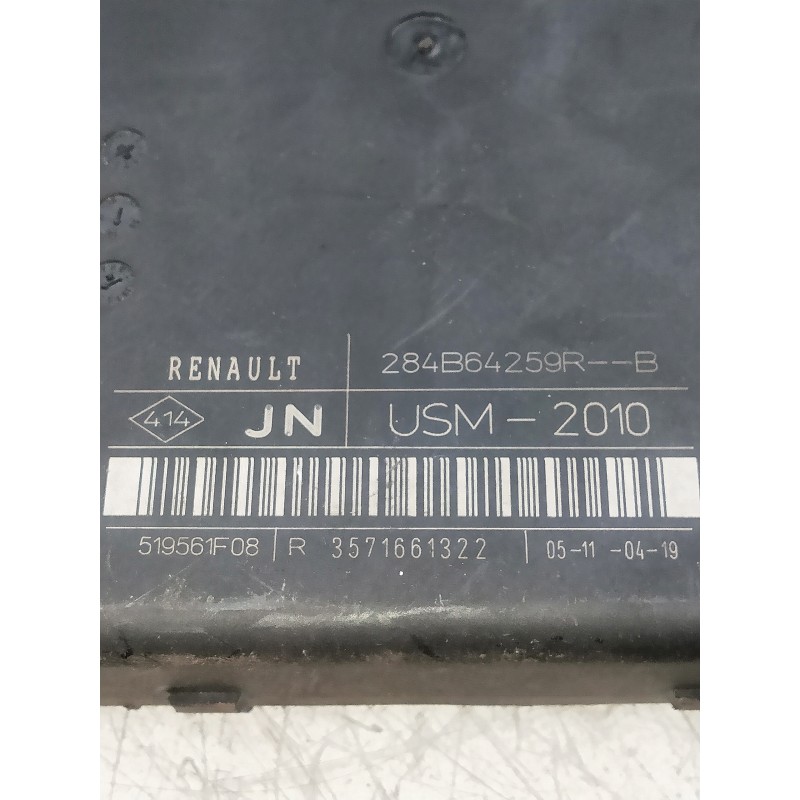 RENAULT 284B64259R--B
414 JN USM-2010
519561F08 R 3571661322 05-11 -04-19